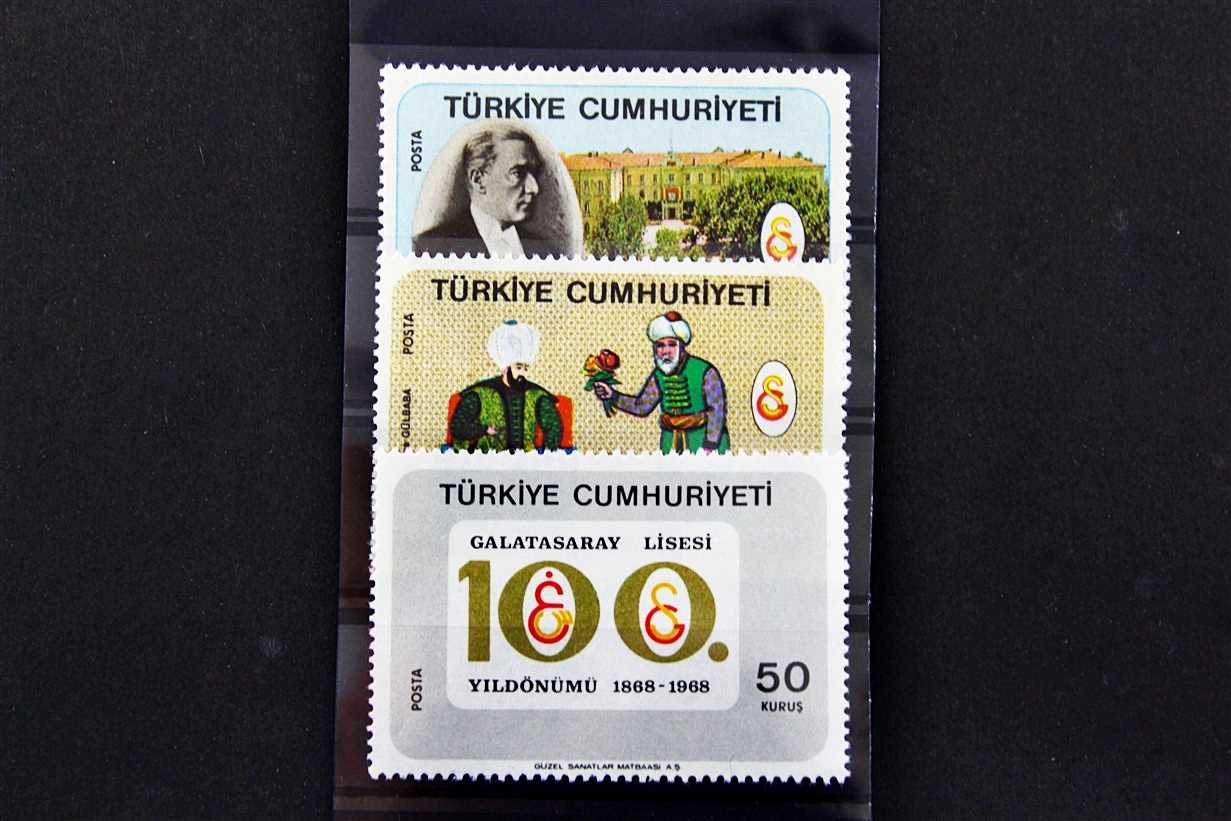 TÜRKİYE CUMHURİYETİ
POSTA
TÜRKİYE CUMHURİYETİ
POSTA
GÜLBABA
TÜRKİYE CUMHURİYETİ
GALATASARAY LİSESİ
100.
YILDÖNÜMÜ 1868-1968
POSTA
50
KURUŞ
GÜZEL SANATLAR MATBAASI A.Ş.